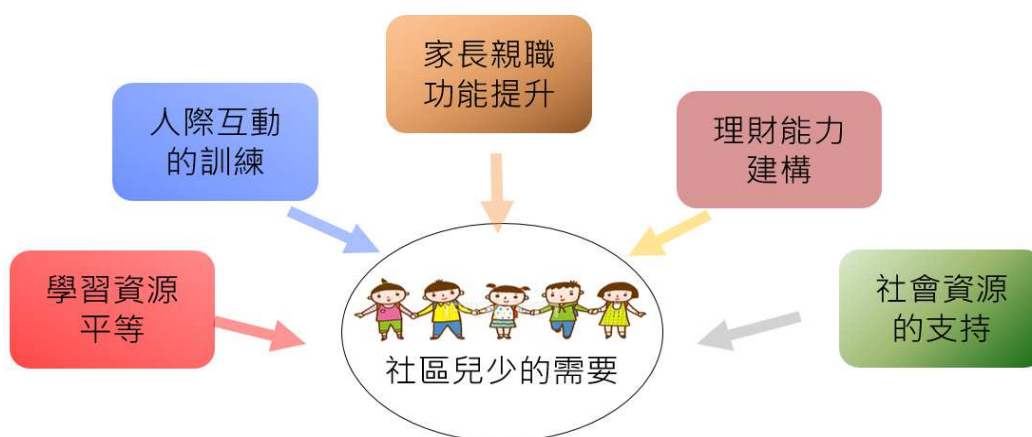 家長親職
功能提升
人際互動
的訓練
理財能力
建構
學習資源
平等
社會資源
的支持
社區兒少的需要